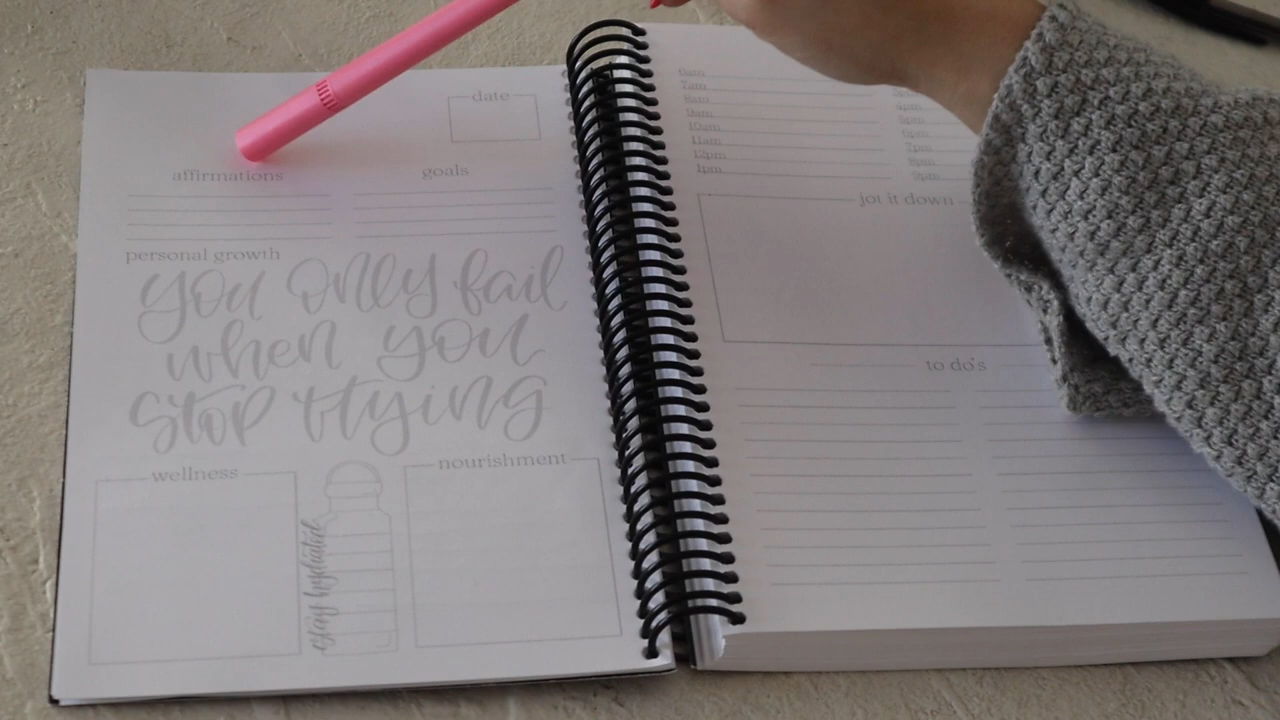 date
affirmations
goals
personal growth
you only fail
when you
stop trying
wellness
stay hydrated
nourishment
6am
7am
8am
9am
10am
11am
12pm
1pm
4pm
5pm
6pm
7pm
8pm
9pm
jot it down
to do's